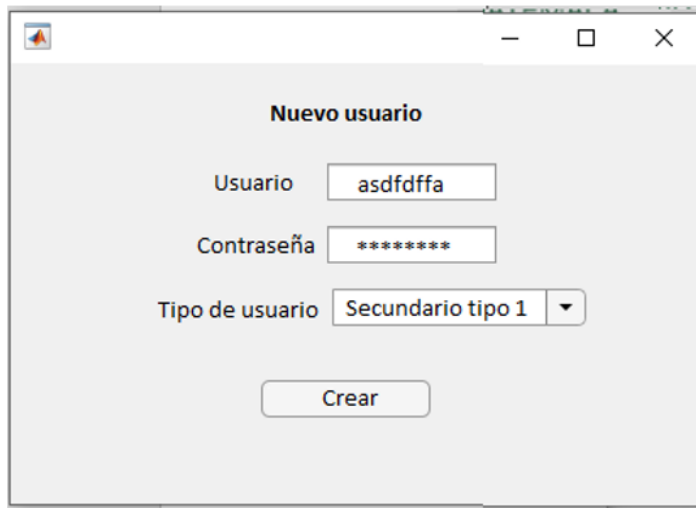 Nuevo usuario
Usuario asdfdffa
Contraseña ********
Tipo de usuario Secundario tipo 1
Crear